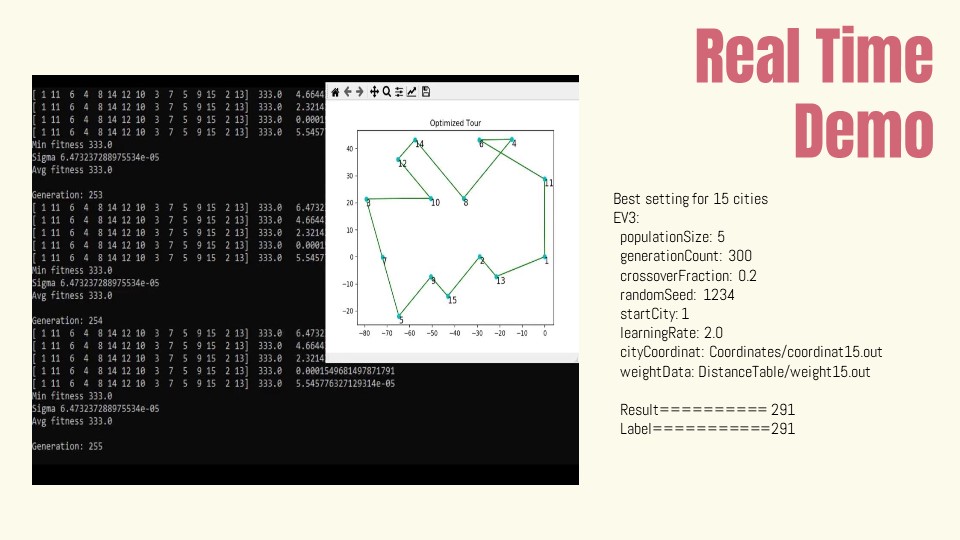 Real Time
Demo
[ 1 11  6  4  8 14 12 10  3  7  5  9 15  2 13]  333.0  4.6644
[ 1 11  6  4  8 14 12 10  3  7  5  9 15  2 13]  333.0  2.3214
[ 1 11  6  4  8 14 12 10  3  7  5  9 15  2 13]  333.0  0.0001
[ 1 11  6  4  8 14 12 10  3  7  5  9 15  2 13]  333.0  5.5457
Min fitness 333.0
Sigma 6.473237288975534e-05
Avg fitness 333.0
Generation: 253
[ 1 11  6  4  8 14 12 10  3  7  5  9 15  2 13]  333.0  6.4732
[ 1 11  6  4  8 14 12 10  3  7  5  9 15  2 13]  333.0  4.6644
[ 1 11  6  4  8 14 12 10  3  7  5  9 15  2 13]  333.0  2.3214
[ 1 11  6  4  8 14 12 10  3  7  5  9 15  2 13]  333.0  0.0001
[ 1 11  6  4  8 14 12 10  3  7  5  9 15  2 13]  333.0  5.5457
Min fitness 333.0
Sigma 6.473237288975534e-05
Avg fitness 333.0
Generation: 254
[ 1 11  6  4  8 14 12 10  3  7  5  9 15  2 13]  333.0  6.4732
[ 1 11  6  4  8 14 12 10  3  7  5  9 15  2 13]  333.0  4.6644
[ 1 11  6  4  8 14 12 10  3  7  5  9 15  2 13]  333.0  2.3214
[ 1 11  6  4  8 14 12 10  3  7  5  9 15  2 13]  333.0  0.0001549681497871791
[ 1 11  6  4  8 14 12 10  3  7  5  9 15  2 13]  333.0  5.545776327129314e-05
Min fitness 333.0
Sigma 6.473237288975534e-05
Avg fitness 333.0
Generation: 255
Optimized Tour
40
30
20
10
0
−10
−20
−80 −70 −60 −50 −40 −30 −20 −10 0
14
6
4
12
11
3
10
8
7
9
2
1
13
15
5
Best setting for 15 cities
EV3:
populationSize: 5
generationCount: 300
crossoverFraction: 0.2
randomSeed: 1234
startCity: 1
learningRate: 2.0
cityCoordinat: Coordinates/coordinat15.out
weightData: DistanceTable/weight15.out
Result========== 291
Label===========291